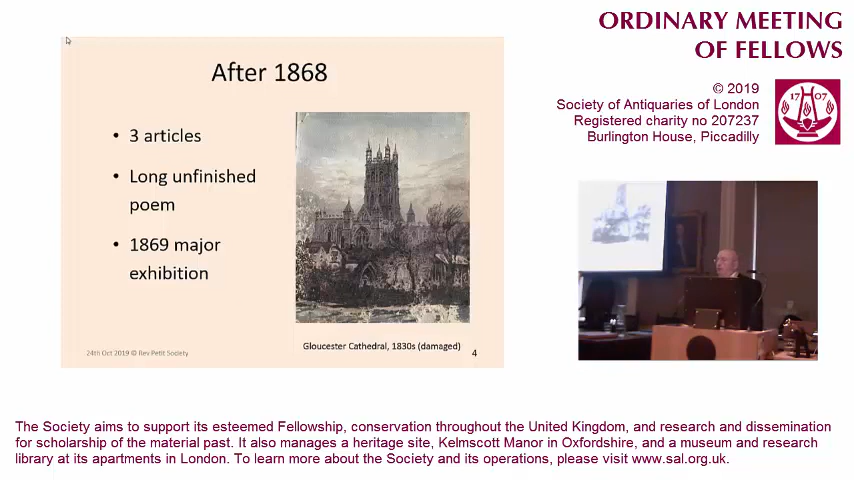 ORDINARY MEETING
OF FELLOWS
© 2019
Society of Antiquaries of London
Registered charity no 207237
Burlington House, Piccadilly
17 07
After 1868
• 3 articles
• Long unfinished
poem
• 1869 major
exhibition
Gloucester Cathedral, 1830s (damaged)
24th Oct 2019 © Rev Petit Society
4
The Society aims to support its esteemed Fellowship, conservation throughout the United Kingdom, and research and dissemination
for scholarship of the material past. It also manages a heritage site, Kelmscott Manor in Oxfordshire, and a museum and research
library at its apartments in London. To learn more about the Society and its operations, please visit www.sal.org.uk.